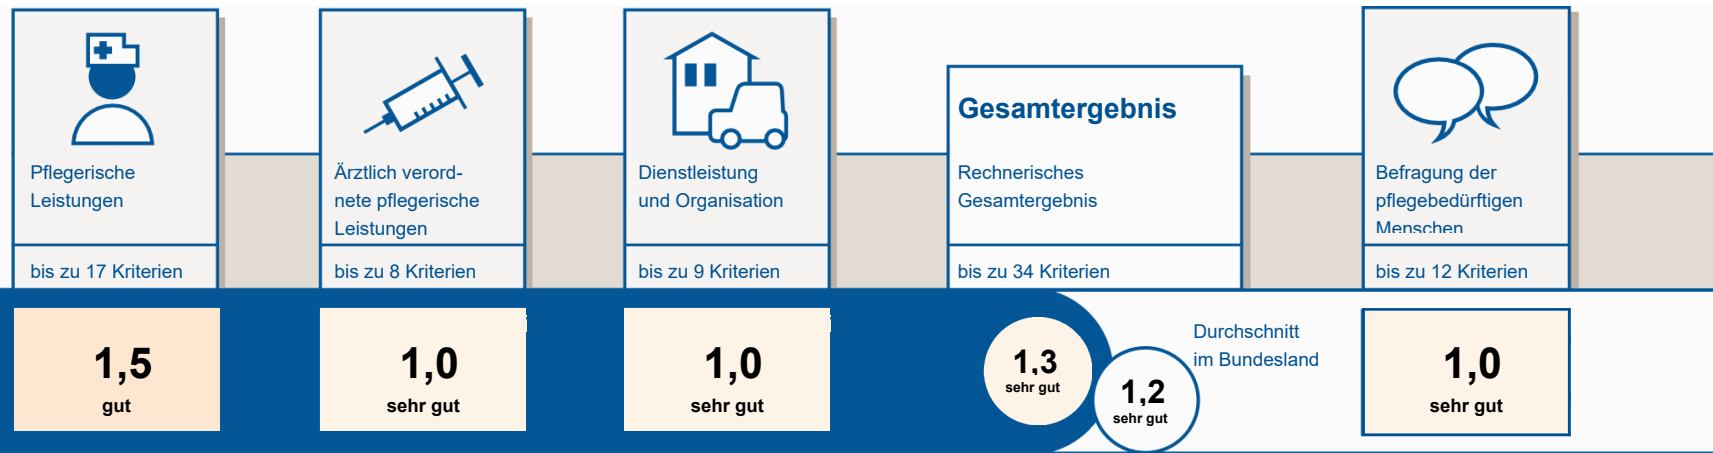 Pflegerische
Leistungen
bis zu 17 Kriterien
1,5
gut
Ärztlich verord-
nete pflegerische
Leistungen
bis zu 8 Kriterien
1,0
sehr gut
Dienstleistung
und Organisation
bis zu 9 Kriterien
1,0
sehr gut
Gesamtergebnis
Rechnerisches
Gesamtergebnis
bis zu 34 Kriterien
1,3
sehr gut
1,2
sehr gut
Durchschnitt
im Bundesland
Befragung der
pflegebedürftigen
Menschen
bis zu 12 Kriterien
1,0
sehr gut